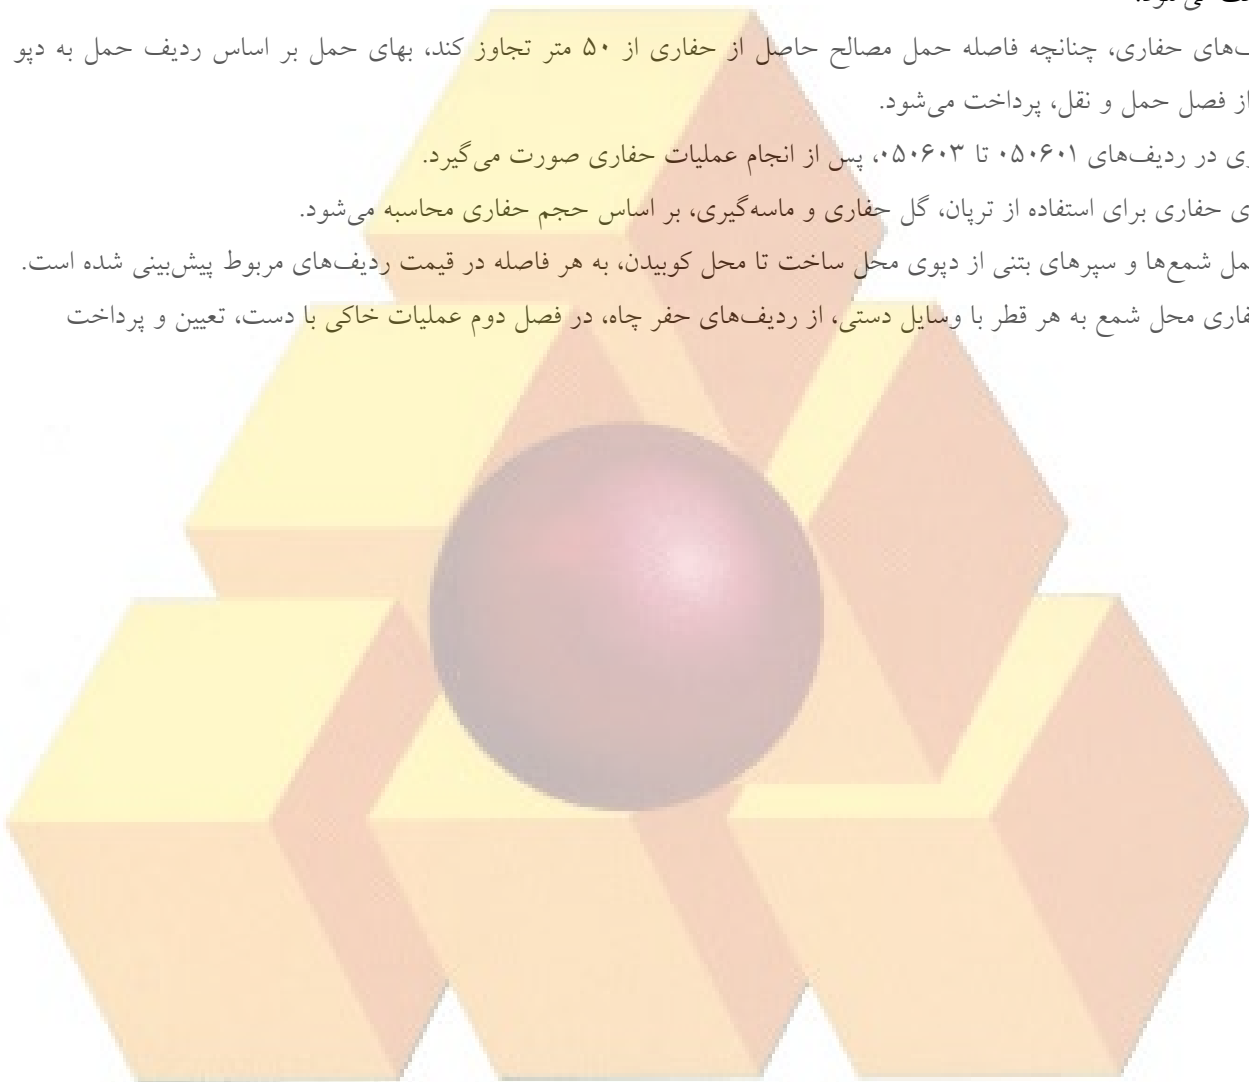 ف‌های حفاری، چنانچه فاصله حمل مصالح حاصل از حفاری از ۵۰ متر تجاوز کند، بهای حمل بر اساس ردیف حمل به دپو
از فصل حمل و نقل، پرداخت می‌شود.
ری در ردیف‌های ۰۵۰۶۰۱ تا ۰۵۰۶۰۳، پس از انجام عملیات حفاری صورت می‌گیرد.
ی حفاری برای استفاده از ترپان، گل حفاری و ماسه‌گیری، بر اساس حجم حفاری محاسبه می‌شود.
مل شمع‌ها و سپرهای بتنی از دپوی محل ساخت تا محل کوبیدن، به هر فاصله در قیمت ردیف‌های مربوط پیش‌بینی شده است.
فاری محل شمع به هر قطر با وسایل دستی، از ردیف‌های حفر چاه، در فصل دوم عملیات خاکی با دست، تعیین و پرداخت